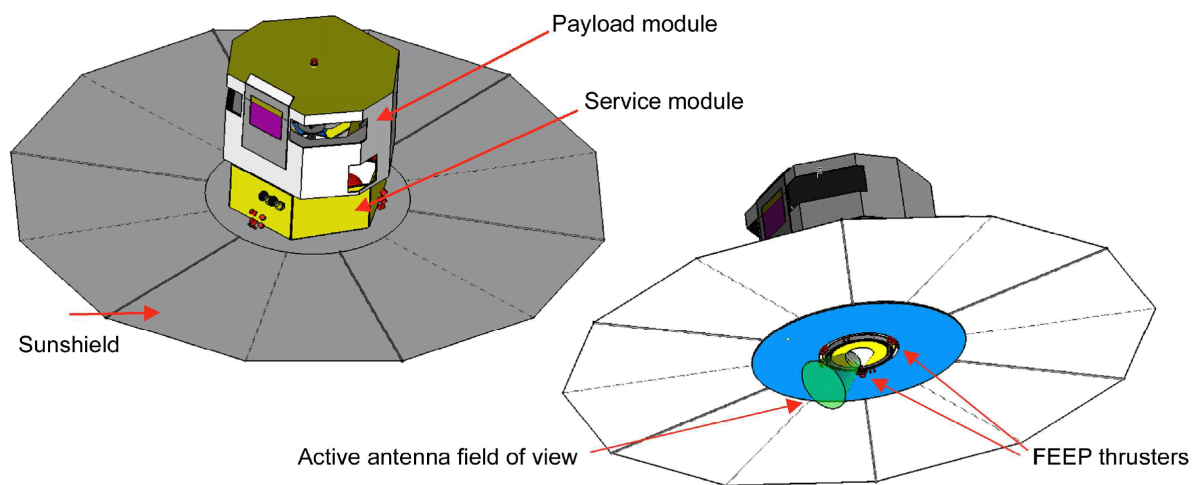 Payload module
Service module
Sunshield
Active antenna field of view
FEEP thrusters